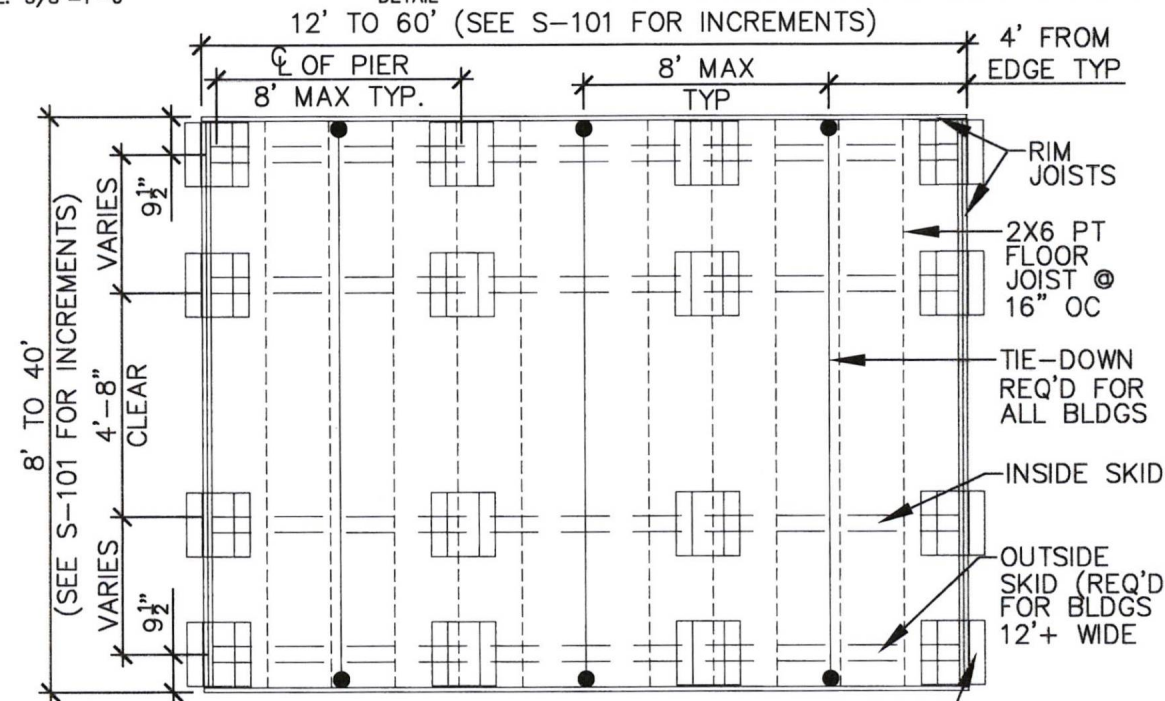 12' TO 60' (SEE S-101 FOR INCREMENTS)
℄ OF PIER
8' MAX TYP.
8' MAX
TYP
4' FROM
EDGE TYP
8' TO 40'
(SEE S-101 FOR INCREMENTS)
VARIES
9½"
4'-8"
CLEAR
VARIES
9½"
RIM
JOISTS
2X6 PT
FLOOR
JOIST @
16" OC
TIE-DOWN
REQ'D FOR
ALL BLDGS
INSIDE SKID
OUTSIDE
SKID (REQ'D
FOR BLDGS
12'+ WIDE